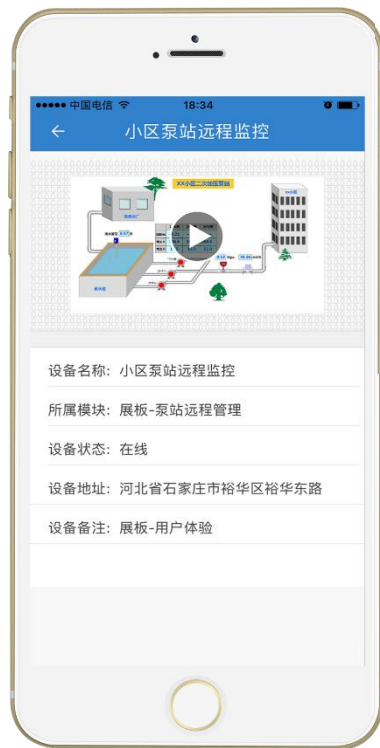 中国电信
18:34
小区泵站远程监控
XX小区二次加压泵站
设备名称: 小区泵站远程监控
所属模块: 展板-泵站远程管理
设备状态: 在线
设备地址: 河北省石家庄市裕华区裕华东路
设备备注: 展板-用户体验